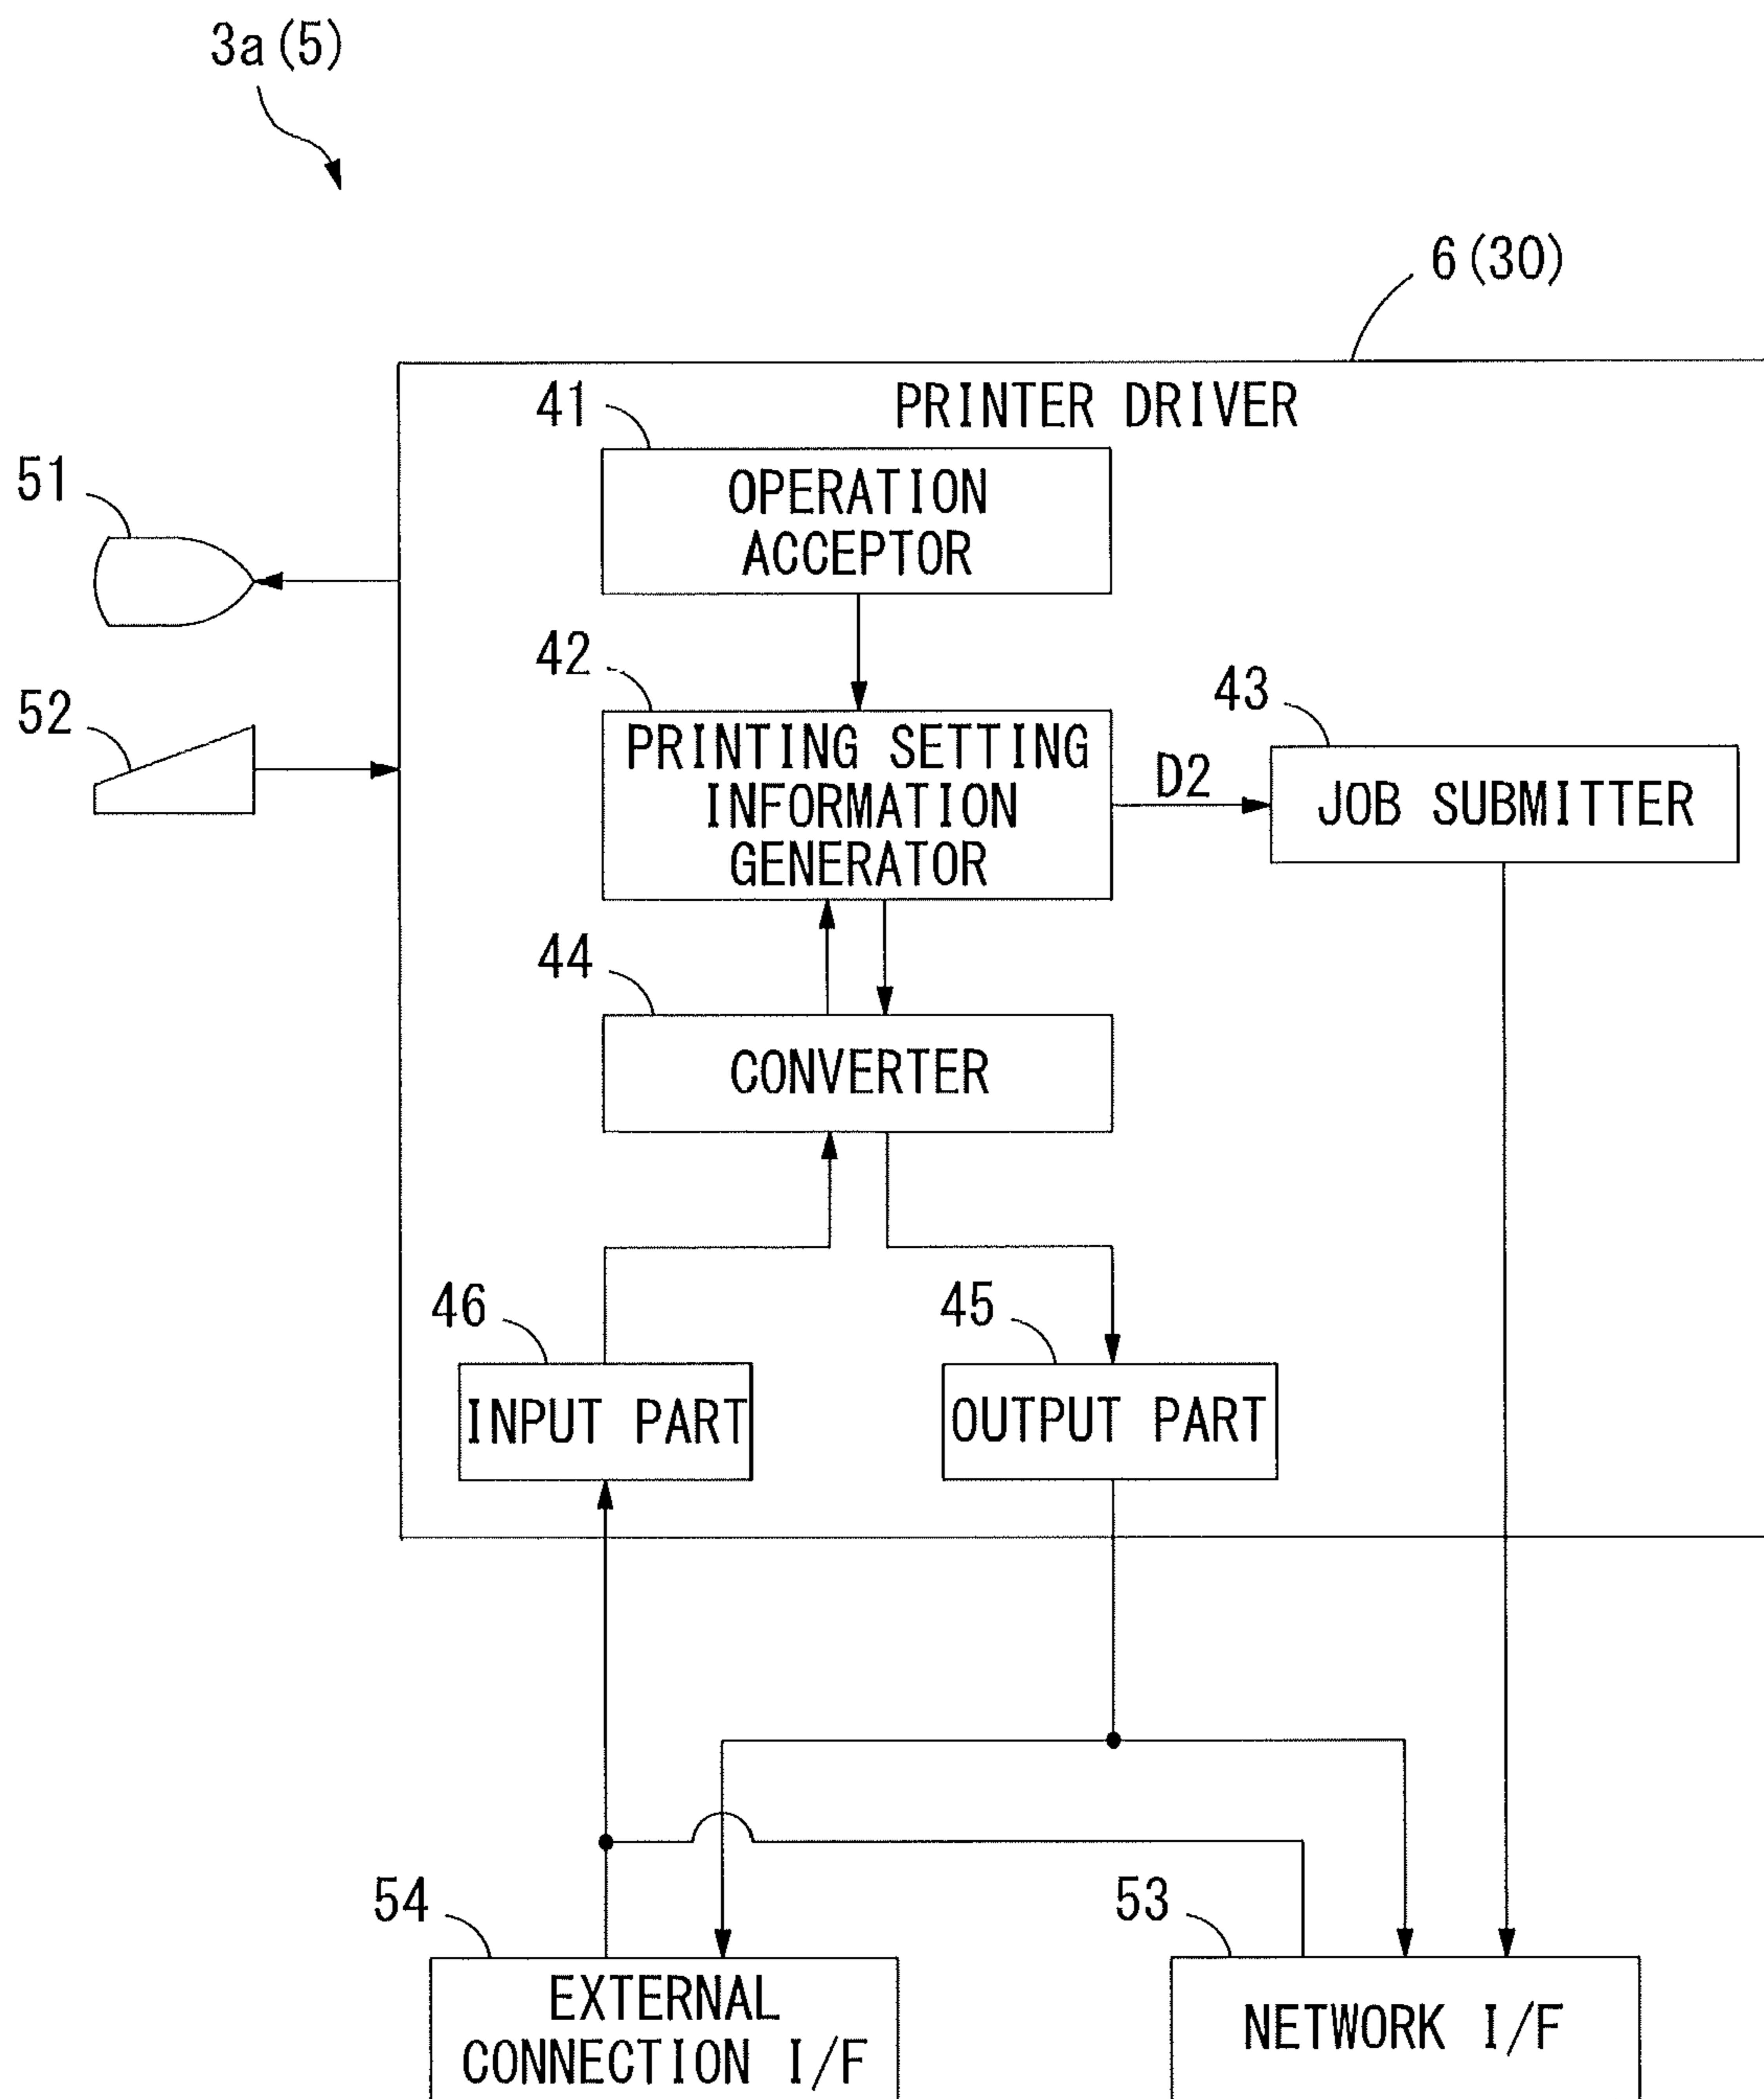 3a(5)
6(30)
PRINTER DRIVER
41
OPERATION
ACCEPTOR
51
42
52
PRINTING SETTING
INFORMATION
GENERATOR
D2
43
JOB SUBMITTER
44
CONVERTER
46
INPUT PART
45
OUTPUT PART
54
EXTERNAL
CONNECTION I/F
53
NETWORK I/F